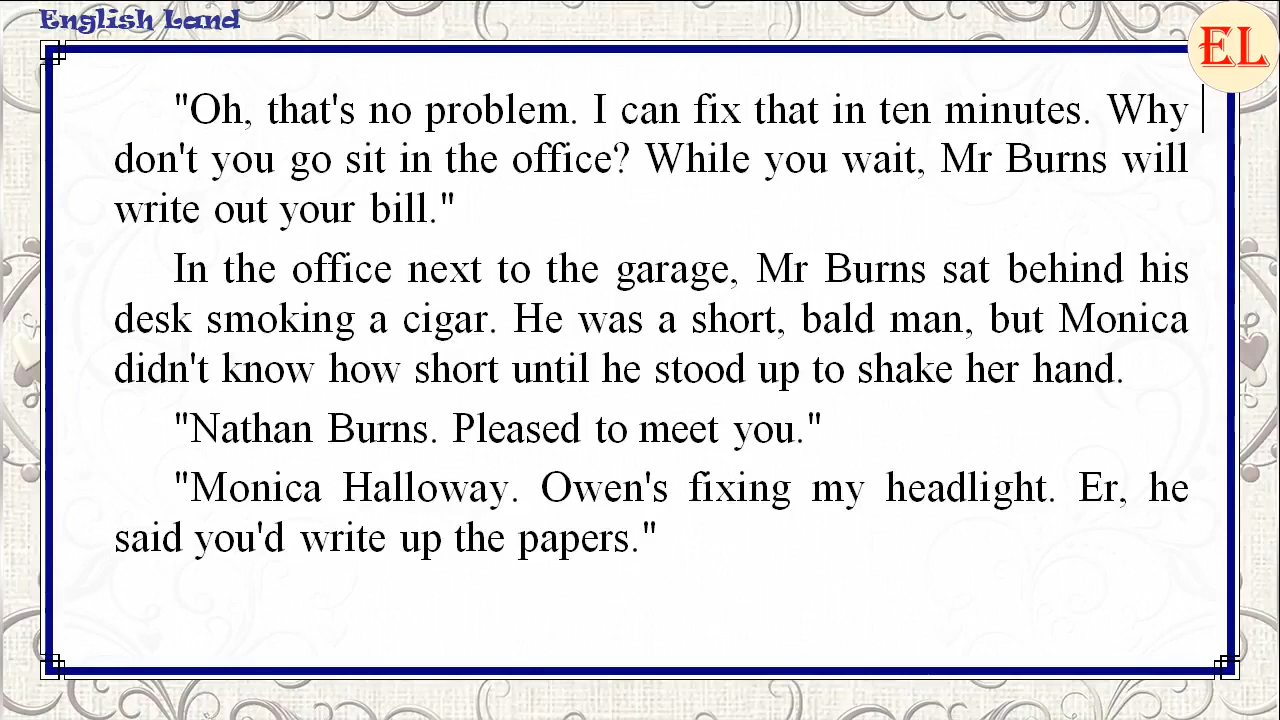 English Land
EL
"Oh, that's no problem. I can fix that in ten minutes. Why
don't you go sit in the office? While you wait, Mr Burns will
write out your bill."
In the office next to the garage, Mr Burns sat behind his
desk smoking a cigar. He was a short, bald man, but Monica
didn't know how short until he stood up to shake her hand.
"Nathan Burns. Pleased to meet you."
"Monica Halloway. Owen's fixing my headlight. Er, he
said you'd write up the papers."